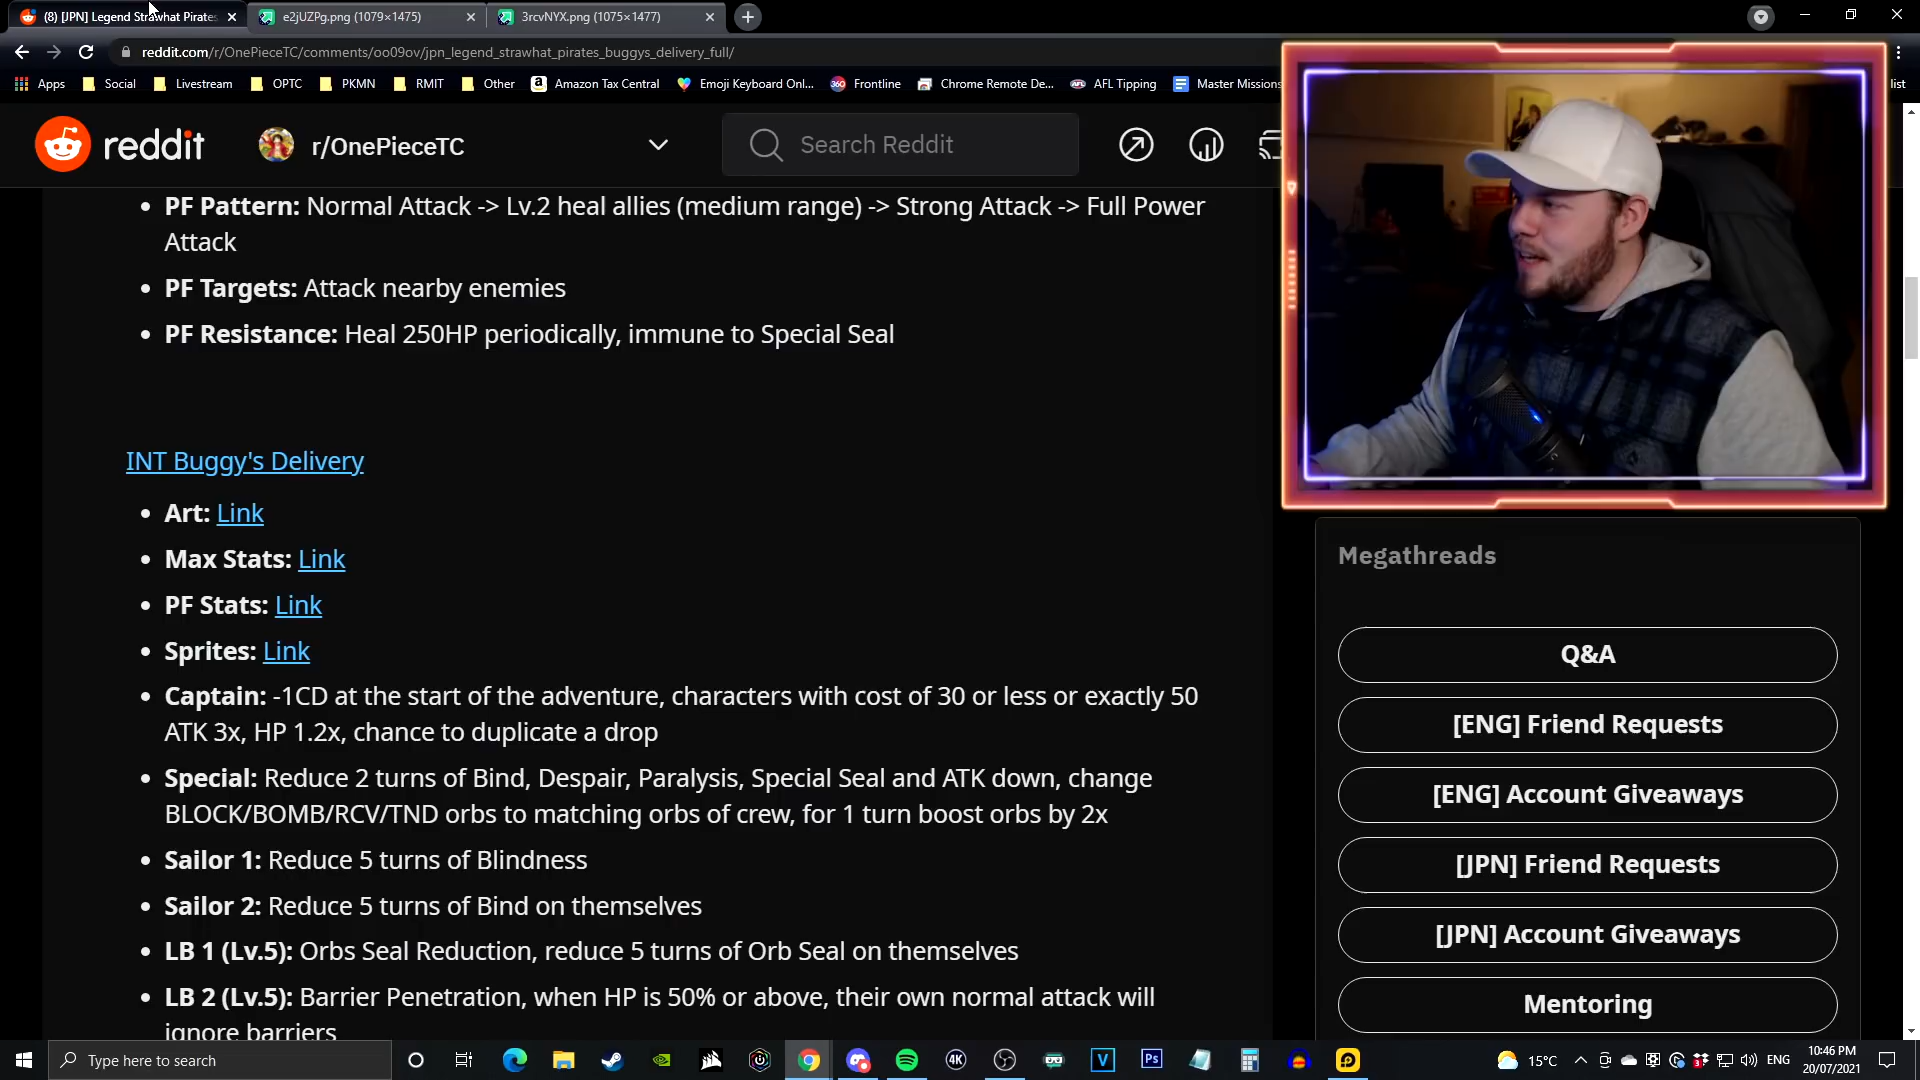 (8) [JPN] Legend Strawhat Pirates
e2jUZPg.png (1079×1475)
3rcvNYX.png (1075×1477)
reddit.com/r/OnePieceTC/comments/oo09ov/jpn_legend_strawhat_pirates_buggys_delivery_full/
Apps
Social
Livestream
OPTC
PKMN
RMIT
Other
Amazon Tax Central
Emoji Keyboard Onl...
Frontline
Chrome Remote De...
AFL Tipping
Master Missions
list
reddit
r/OnePieceTC
Search Reddit
• PF Pattern: Normal Attack -> Lv.2 heal allies (medium range) -> Strong Attack -> Full Power
Attack
• PF Targets: Attack nearby enemies
• PF Resistance: Heal 250HP periodically, immune to Special Seal
INT Buggy's Delivery
• Art: Link
• Max Stats: Link
• PF Stats: Link
• Sprites: Link
• Captain: -1CD at the start of the adventure, characters with cost of 30 or less or exactly 50
ATK 3x, HP 1.2x, chance to duplicate a drop
• Special: Reduce 2 turns of Bind, Despair, Paralysis, Special Seal and ATK down, change
BLOCK/BOMB/RCV/TND orbs to matching orbs of crew, for 1 turn boost orbs by 2x
• Sailor 1: Reduce 5 turns of Blindness
• Sailor 2: Reduce 5 turns of Bind on themselves
• LB 1 (Lv.5): Orbs Seal Reduction, reduce 5 turns of Orb Seal on themselves
• LB 2 (Lv.5): Barrier Penetration, when HP is 50% or above, their own normal attack will
ignore barriers
Megathreads
Q&A
[ENG] Friend Requests
[ENG] Account Giveaways
[JPN] Friend Requests
[JPN] Account Giveaways
Mentoring
Type here to search
4K
V
Ps
15°C
ENG
10:46 PM
20/07/2021